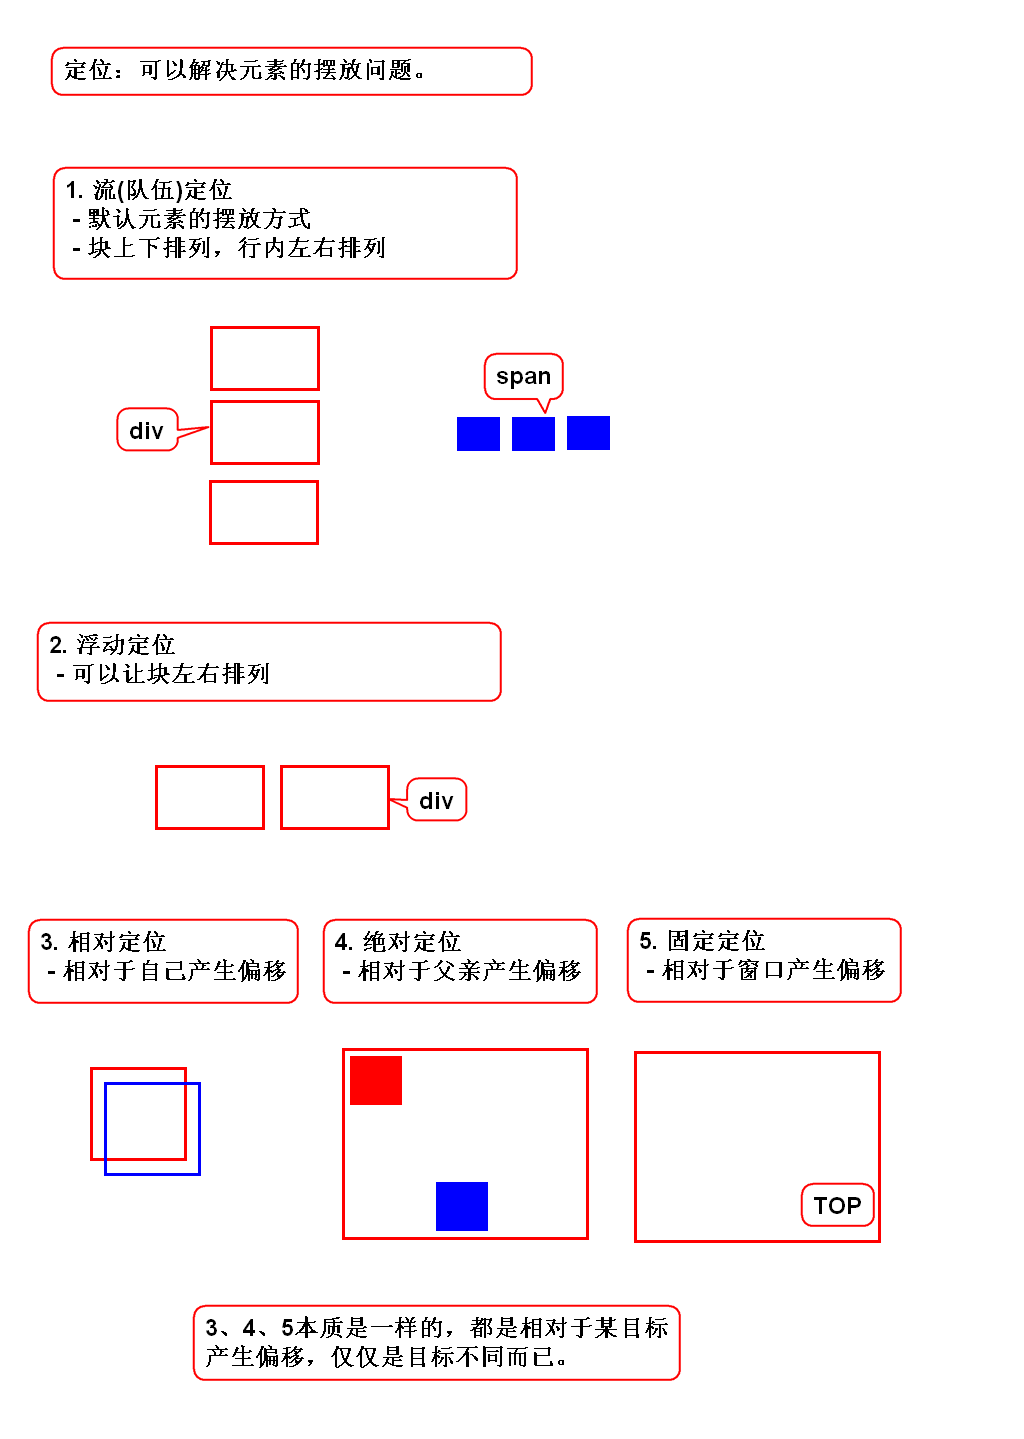 定位：可以解决元素的摆放问题。
1. 流(队伍)定位
- 默认元素的摆放方式
- 块上下排列，行内左右排列
span
div
2. 浮动定位
- 可以让块左右排列
div
3. 相对定位
- 相对于自己产生偏移
4. 绝对定位
- 相对于父亲产生偏移
5. 固定定位
- 相对于窗口产生偏移
TOP
3、4、5本质是一样的，都是相对于某目标
产生偏移，仅仅是目标不同而已。